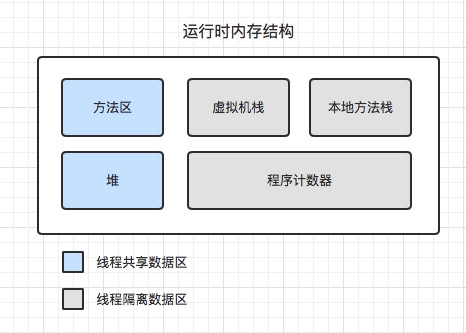 运行时内存结构
方法区
虚拟机栈
本地方法栈
堆
程序计数器
线程共享数据区
线程隔离数据区